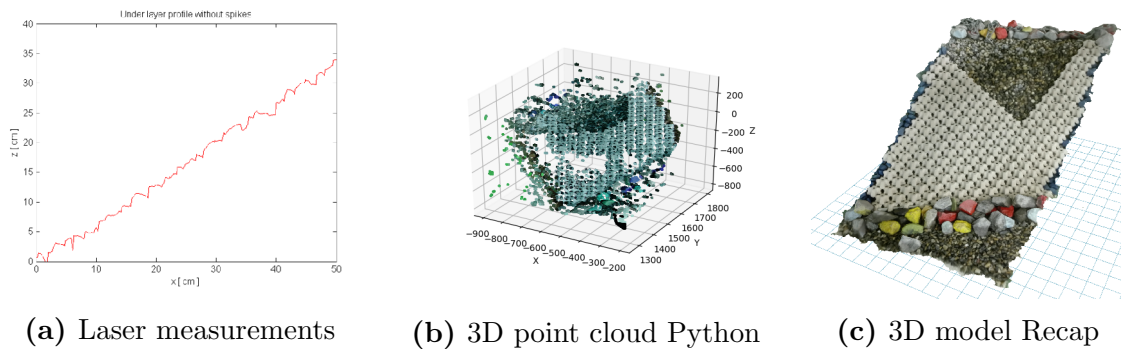 Under layer profile without spikes
40
35
30
25
20
15
10
5
0
z [ cm ]
0 10 20 30 40 50
x [ cm ]
200
0
−200
−400
−600
−800
Z
−900 −800 −700 −600 −500 −400 −300 −200
X
1300 1400 1500 1600 1700 1800
Y
(a) Laser measurements
(b) 3D point cloud Python
(c) 3D model Recap